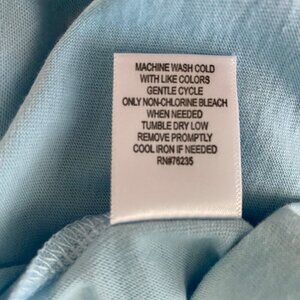 MACHINE WASH COLD
WITH LIKE COLORS
GENTLE CYCLE
ONLY NON-CHLORINE BLEACH
WHEN NEEDED
TUMBLE DRY LOW
REMOVE PROMPTLY
COOL IRON IF NEEDED
RN#76235